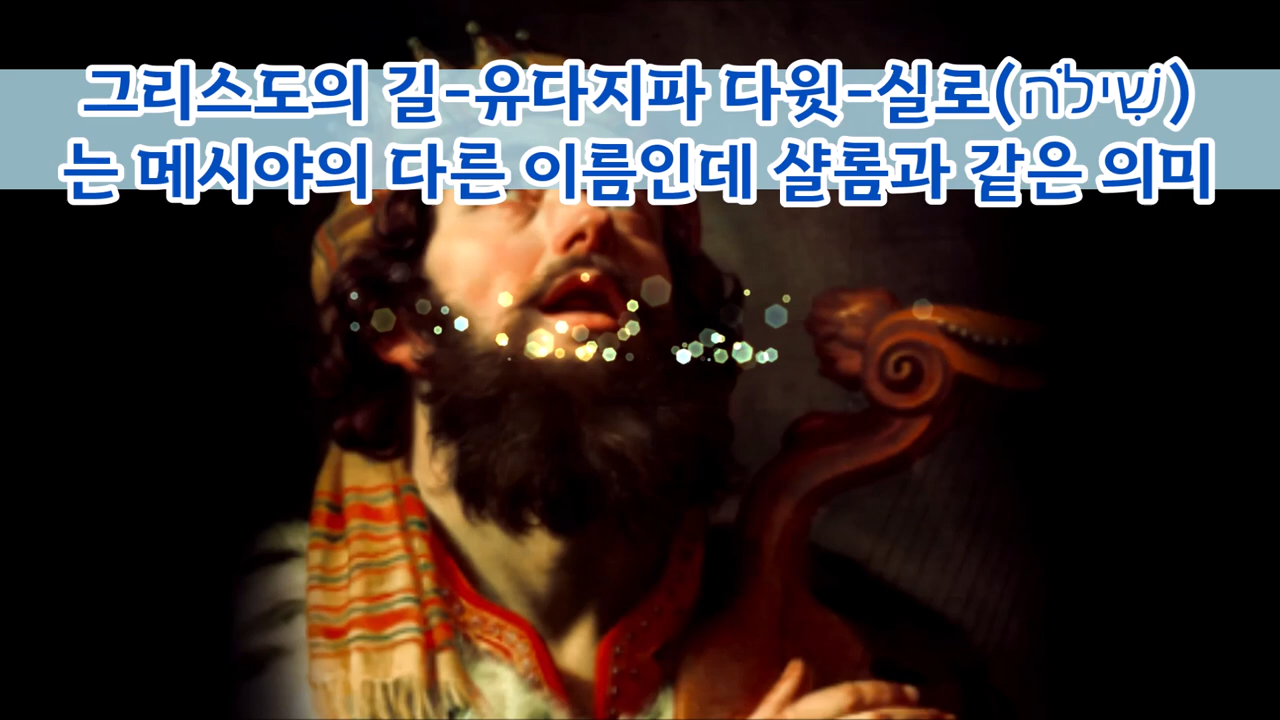 그리스도의 길-유다지파 다윗-실로(שִׁילֹה)
는 메시야의 다른 이름인데 샬롬과 같은 의미